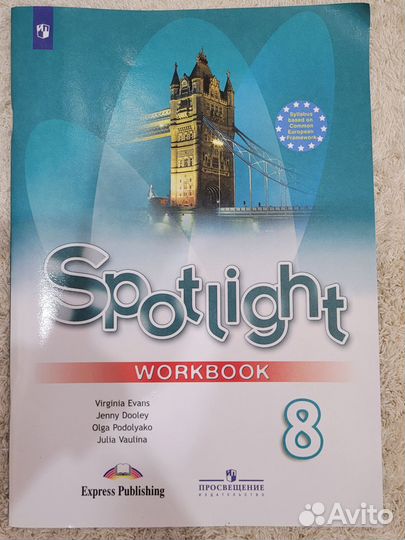 Syllabus
based on
Common
European
Framework
Spotlight
WORKBOOK
Virginia Evans
Jenny Dooley
Olga Podolyako
Julia Vaulina
8
Express Publishing
ПРОСВЕЩЕНИЕ
ИЗДАТЕЛЬСТВО
Avito